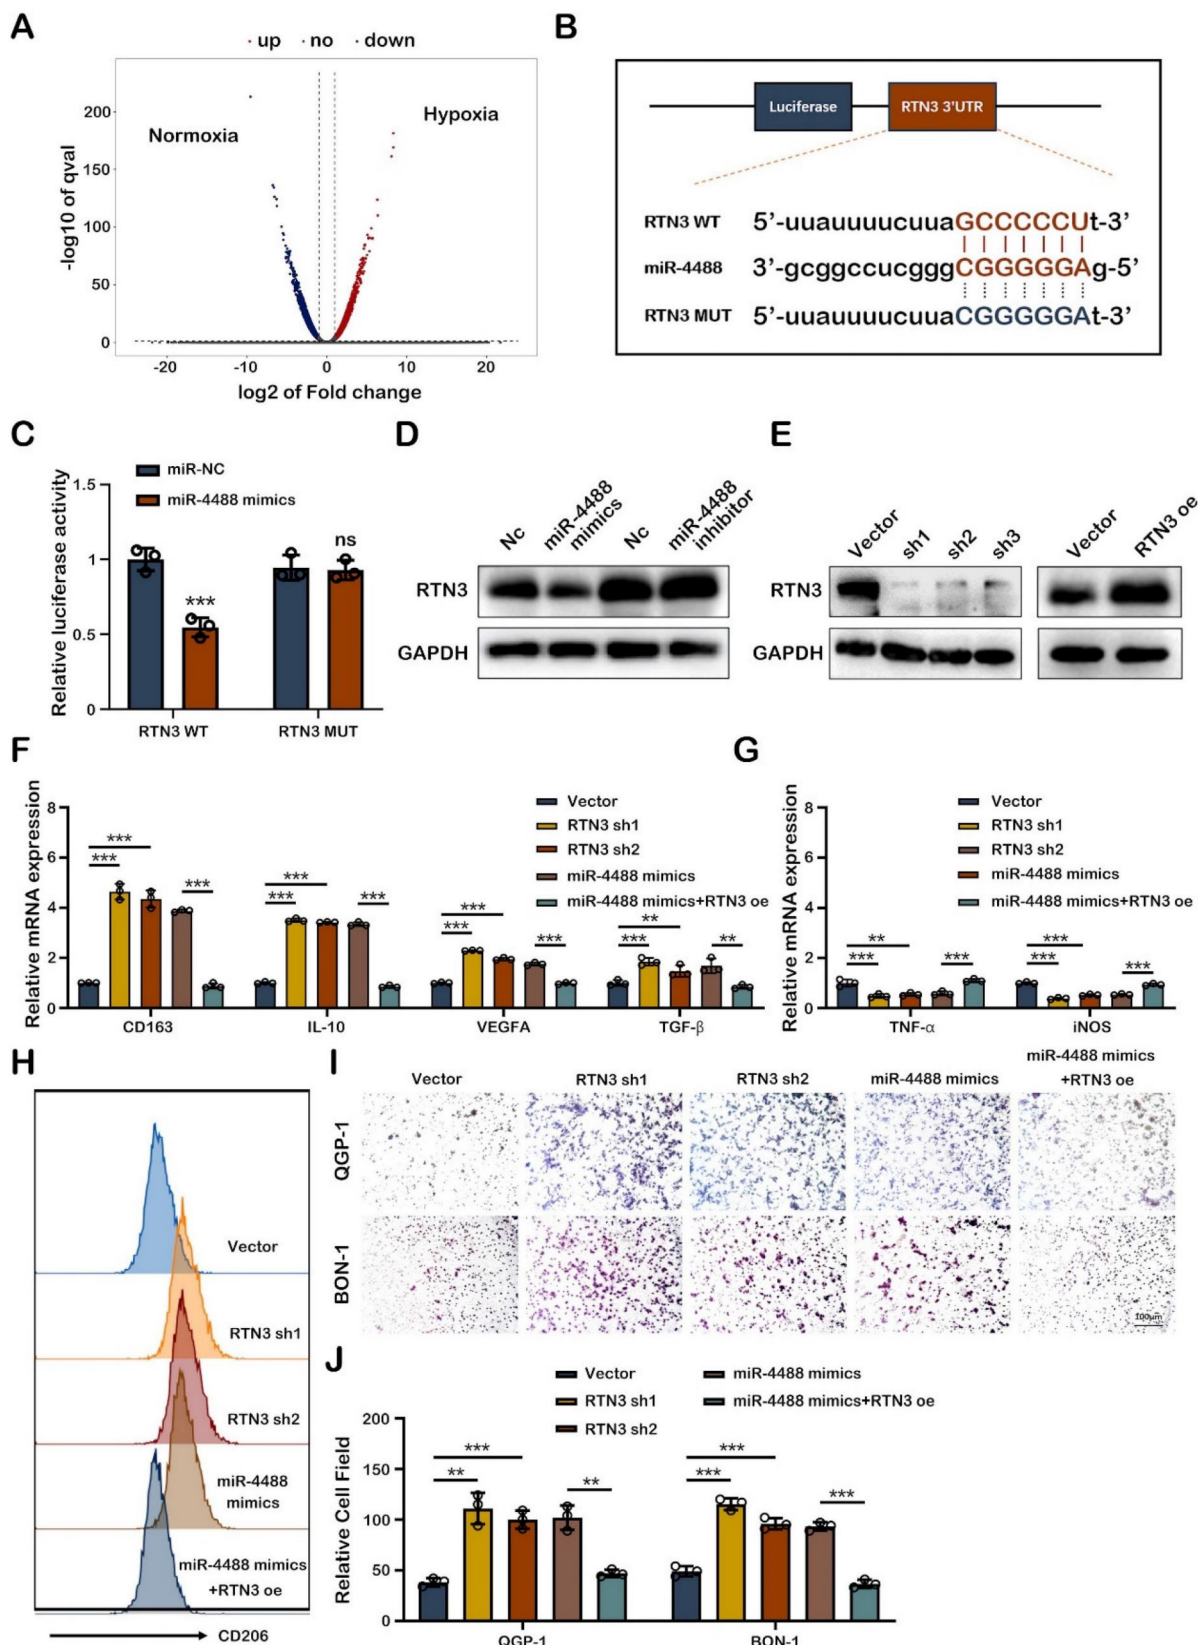 A
· up · no · down
Normoxia
Hypoxia
-log10 of qval
200
150
100
50
0
-20 -10 0 10 20
log2 of Fold change
B
Luciferase
RTN3 3'UTR
RTN3 WT 5'-uuauuuucuuaGCCCCCUt-3'
miR-4488 3'-gcggccucgggCGGGGGAg-5'
RTN3 MUT 5'-uuauuuucuuaCGGGGGAt-3'
C
miR-NC
miR-4488 mimics
Relative luciferase activity
1.5
1
0.5
0
***
ns
RTN3 WT RTN3 MUT
D
Nc
miR-4488 mimics
Nc
miR-4488 inhibitor
RTN3
GAPDH
E
Vector
sh1
sh2
sh3
Vector
RTN3 oe
RTN3
GAPDH
F
Relative mRNA expression
8
6
4
2
0
Vector
RTN3 sh1
RTN3 sh2
miR-4488 mimics
miR-4488 mimics+RTN3 oe
*** *** ***
*** *** ***
*** *** ***
** *** **
CD163 IL-10 VEGFA TGF-β
G
Relative mRNA expression
8
6
4
2
0
Vector
RTN3 sh1
miR-4488 mimics
RTN3 sh2
miR-4488 mimics+RTN3 oe
** *** ***
*** *** ***
TNF-α iNOS
H
Vector
RTN3 sh1
RTN3 sh2
miR-4488
mimics
miR-4488 mimics
+RTN3 oe
CD206
I
Vector RTN3 sh1 RTN3 sh2 miR-4488 mimics miR-4488 mimics
+RTN3 oe
QGP-1
BON-1
100μm
J
Vector
RTN3 sh1
RTN3 sh2
miR-4488 mimics
miR-4488 mimics+RTN3 oe
Relative Cell Field
200
150
100
50
0
*** ** **
*** *** ***
QGP-1 BON-1